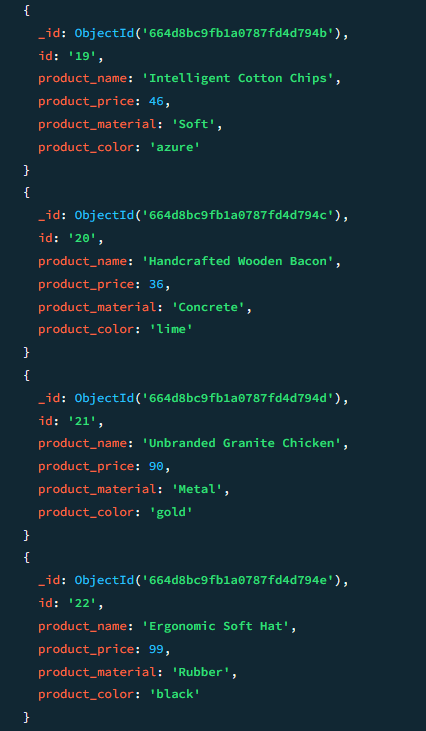 {
_id: ObjectId('664d8bc9fb1a0787fd4d794b'),
id: '19',
product_name: 'Intelligent Cotton Chips',
product_price: 46,
product_material: 'Soft',
product_color: 'azure'
}
{
_id: ObjectId('664d8bc9fb1a0787fd4d794c'),
id: '20',
product_name: 'Handcrafted Wooden Bacon',
product_price: 36,
product_material: 'Concrete',
product_color: 'lime'
}
{
_id: ObjectId('664d8bc9fb1a0787fd4d794d'),
id: '21',
product_name: 'Unbranded Granite Chicken',
product_price: 90,
product_material: 'Metal',
product_color: 'gold'
}
{
_id: ObjectId('664d8bc9fb1a0787fd4d794e'),
id: '22',
product_name: 'Ergonomic Soft Hat',
product_price: 99,
product_material: 'Rubber',
product_color: 'black'
}